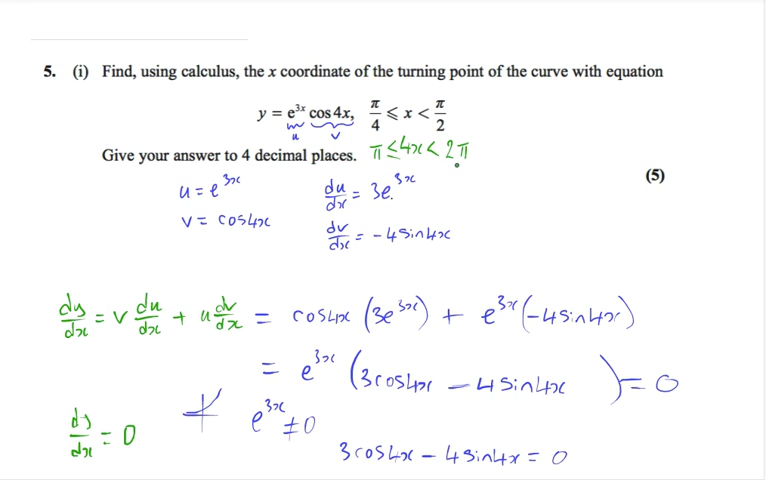 5. (i) Find, using calculus, the x coordinate of the turning point of the curve with equation
y = e^{3x} cos 4x, π/4 ⩽ x < π/2
u v
Give your answer to 4 decimal places. π ≤ 4x < 2π
(5)
u = e^{3x} du/dx = 3e^{3x}
v = cos4x dv/dx = -4 sin4x
dy/dx = v du/dx + u dv/dx = cos4x (3e^{3x}) + e^{3x}(-4sin4x)
= e^{3x} (3cos4x - 4sin4x) = 0
dy/dx = 0 e^{3x} ≠ 0
3cos4x - 4sin4x = 0